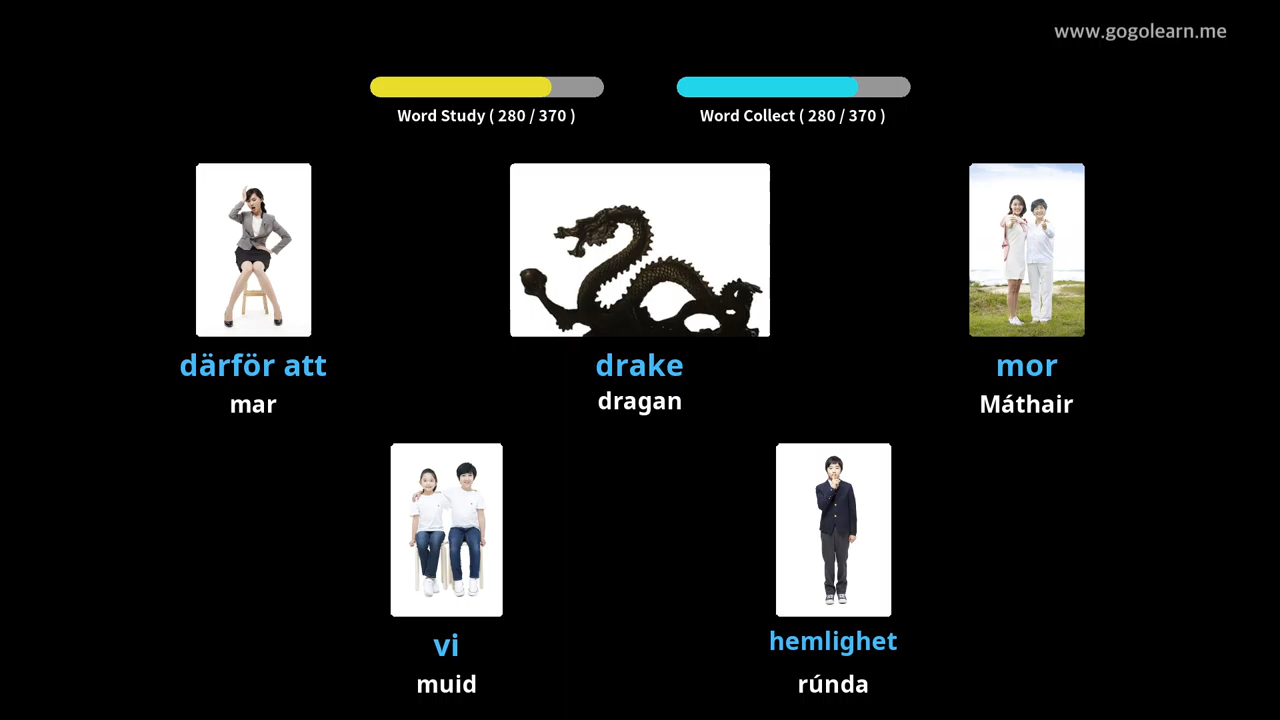 www.gogolearn.me
Word Study ( 280 / 370 )
Word Collect ( 280 / 370 )
därför att
mar
drake
dragan
mor
Máthair
vi
muid
hemlighet
rúnda